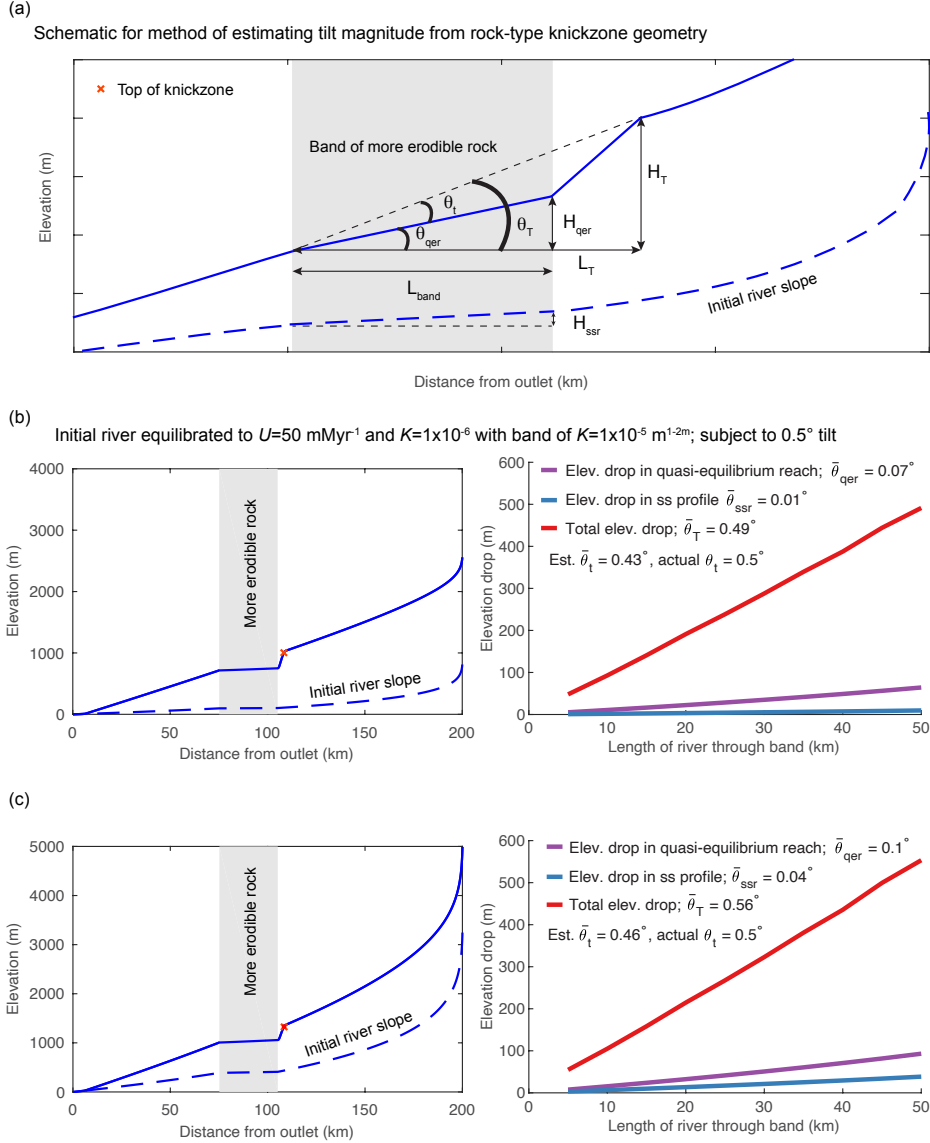 (a)
Schematic for method of estimating tilt magnitude from rock-type knickzone geometry
Top of knickzone
Band of more erodible rock
Elevation (m)
θt
θqer
θT
Hqer
HT
LT
Lband
Hssr
Initial river slope
Distance from outlet (km)
(b)
Initial river equilibrated to U=50 mMyr-1 and K=1x10-6 with band of K=1x10-5 m1-2m; subject to 0.5° tilt
4000
3000
2000
1000
0
Elevation (m)
More erodible rock
Initial river slope
0 50 100 150 200
Distance from outlet (km)
600
500
400
300
200
100
0
Elevation drop (m)
Elev. drop in quasi-equilibrium reach; θ̄qer = 0.07°
Elev. drop in ss profile; θ̄ssr = 0.01°
Total elev. drop; θ̄T = 0.49°
Est. θ̄t = 0.43°, actual θt = 0.5°
0 10 20 30 40 50
Length of river through band (km)
(c)
5000
4000
3000
2000
1000
0
Elevation (m)
More erodible rock
Initial river slope
0 50 100 150 200
Distance from outlet (km)
600
500
400
300
200
100
0
Elevation drop (m)
Elev. drop in quasi-equilibrium reach; θ̄qer = 0.1°
Elev. drop in ss profile; θ̄ssr = 0.04°
Total elev. drop; θ̄T = 0.56°
Est. θ̄t = 0.46°, actual θt = 0.5°
0 10 20 30 40 50
Length of river through band (km)